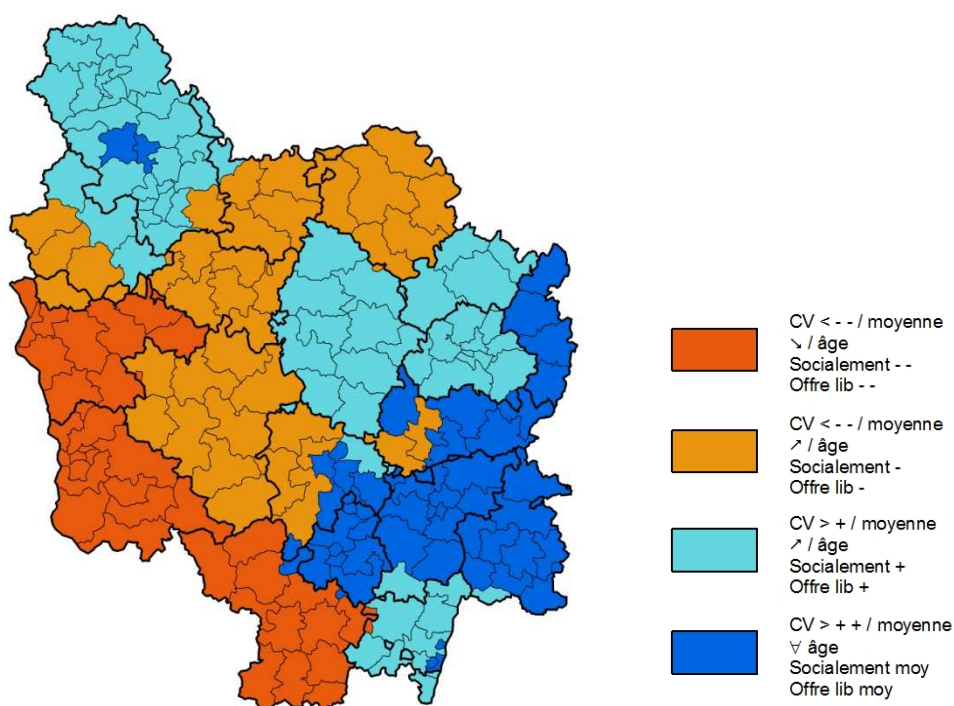 CV < - - / moyenne
↘ / âge
Socialement - -
Offre lib - -
CV < - - / moyenne
↗ / âge
Socialement -
Offre lib -
CV > + / moyenne
↗ / âge
Socialement +
Offre lib +
CV > + + / moyenne
∀ âge
Socialement moy
Offre lib moy